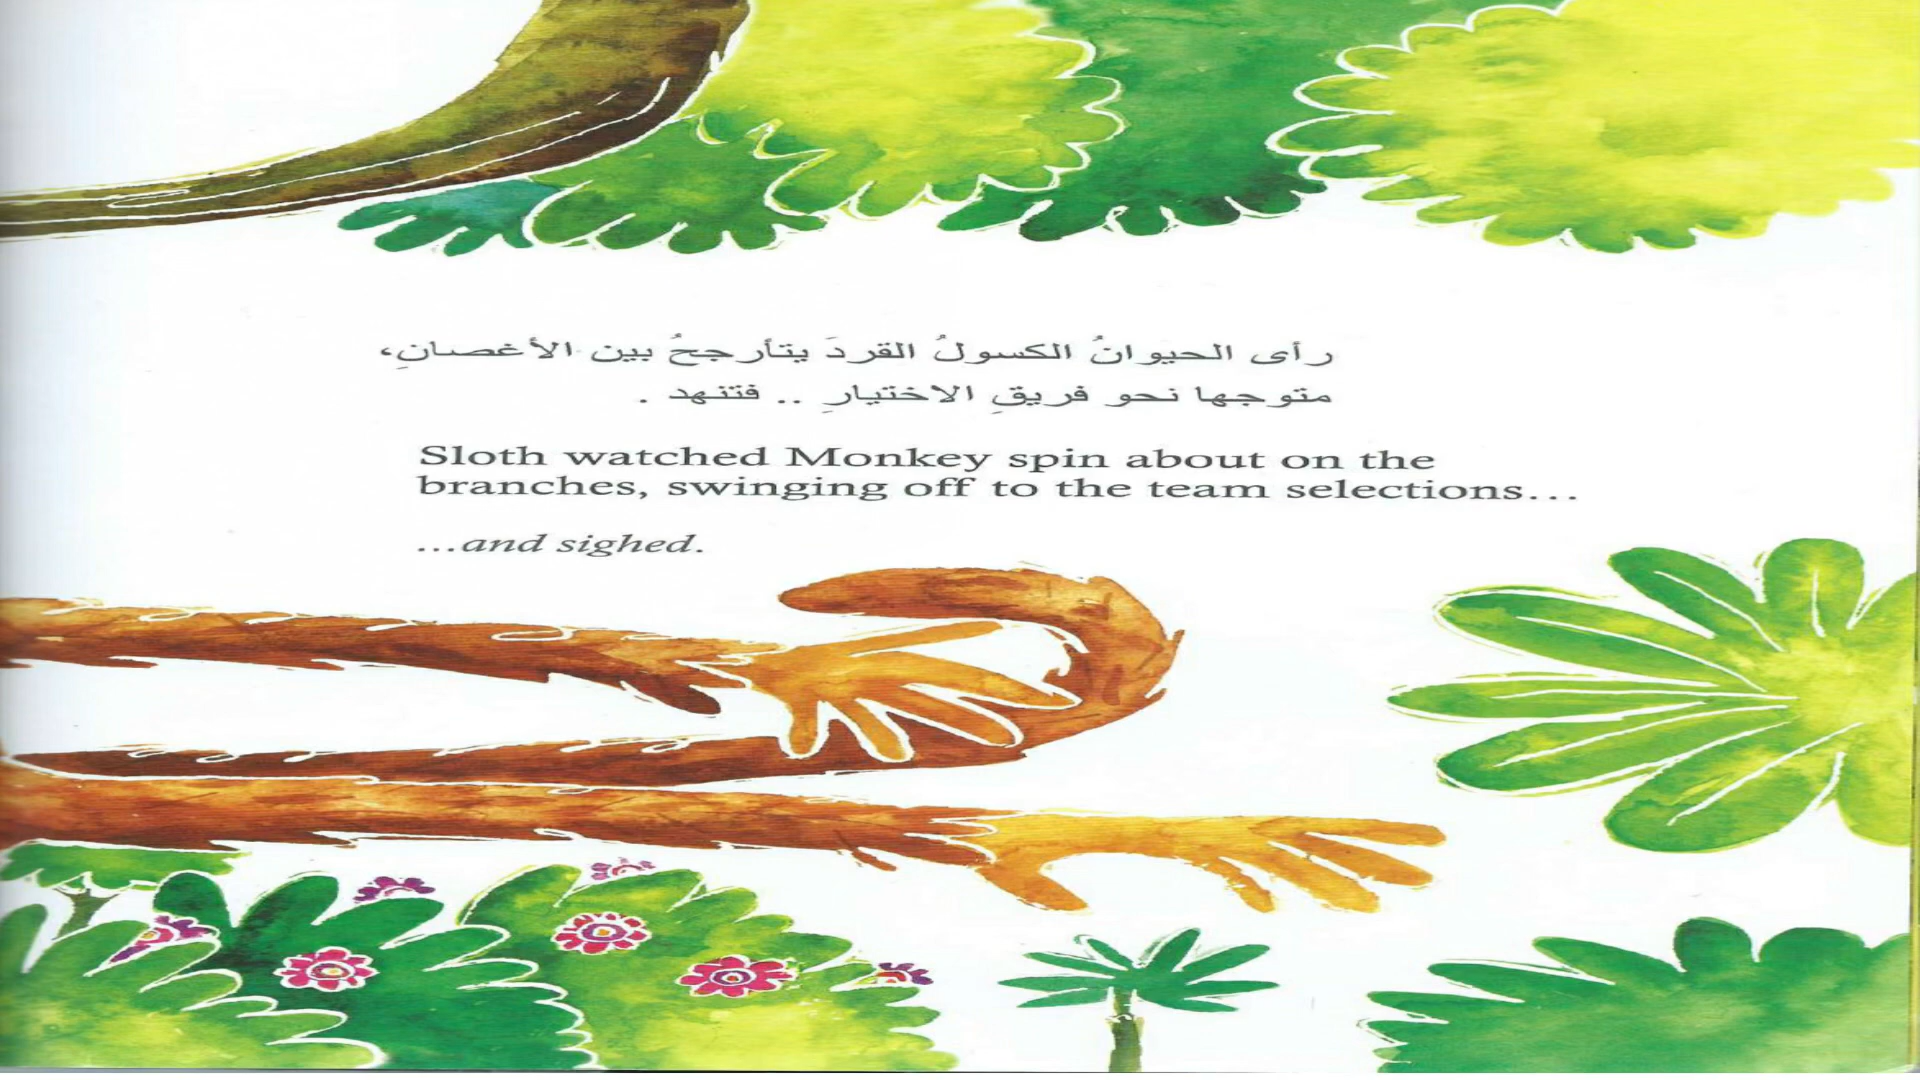 رأى الحيوانُ الكسولُ القردَ يتأرجحُ بين الأغصانِ،
متوجها نحو فريقِ الاختيارِ .. فتنهد .
Sloth watched Monkey spin about on the
branches, swinging off to the team selections...
...and sighed.